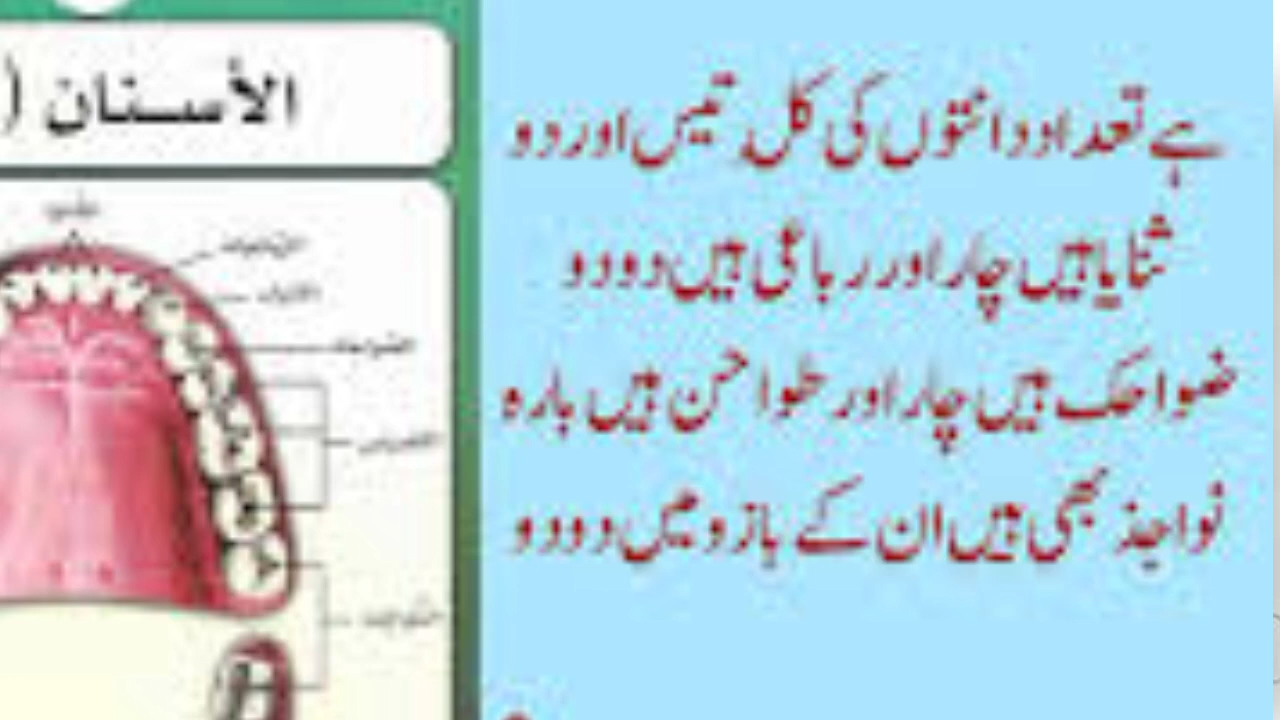 الأسنان (
ہے تعداد دانتوں کی کل تیس اور دو
ثنایا ہیں چار اور رباعی ہیں دو دو
ضواحک ہیں چار اور طواحن ہیں بارہ
نواجذ بھی ہیں ان کے بازو میں دو دو